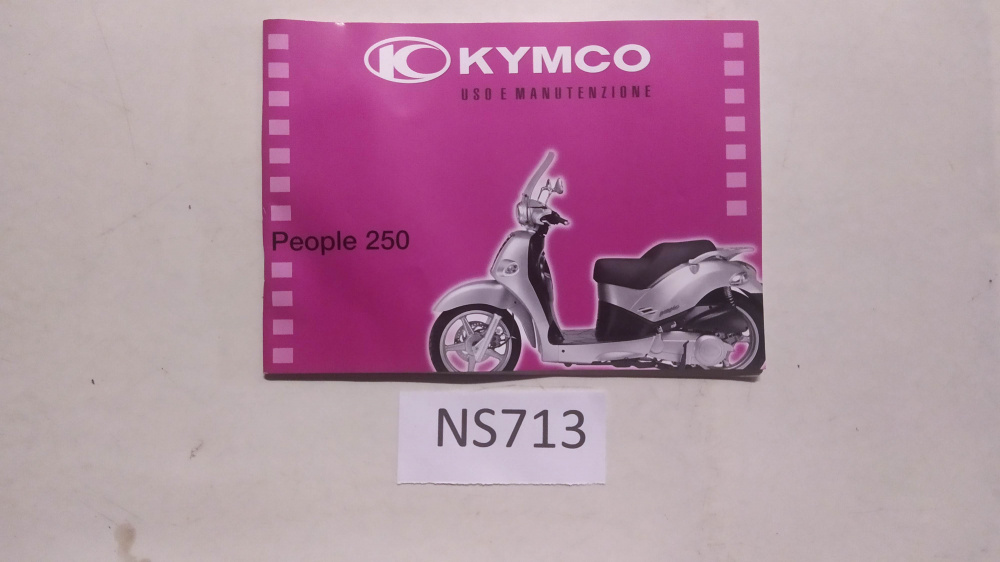 KYMCO
USO E MANUTENZIONE
People 250
NS713